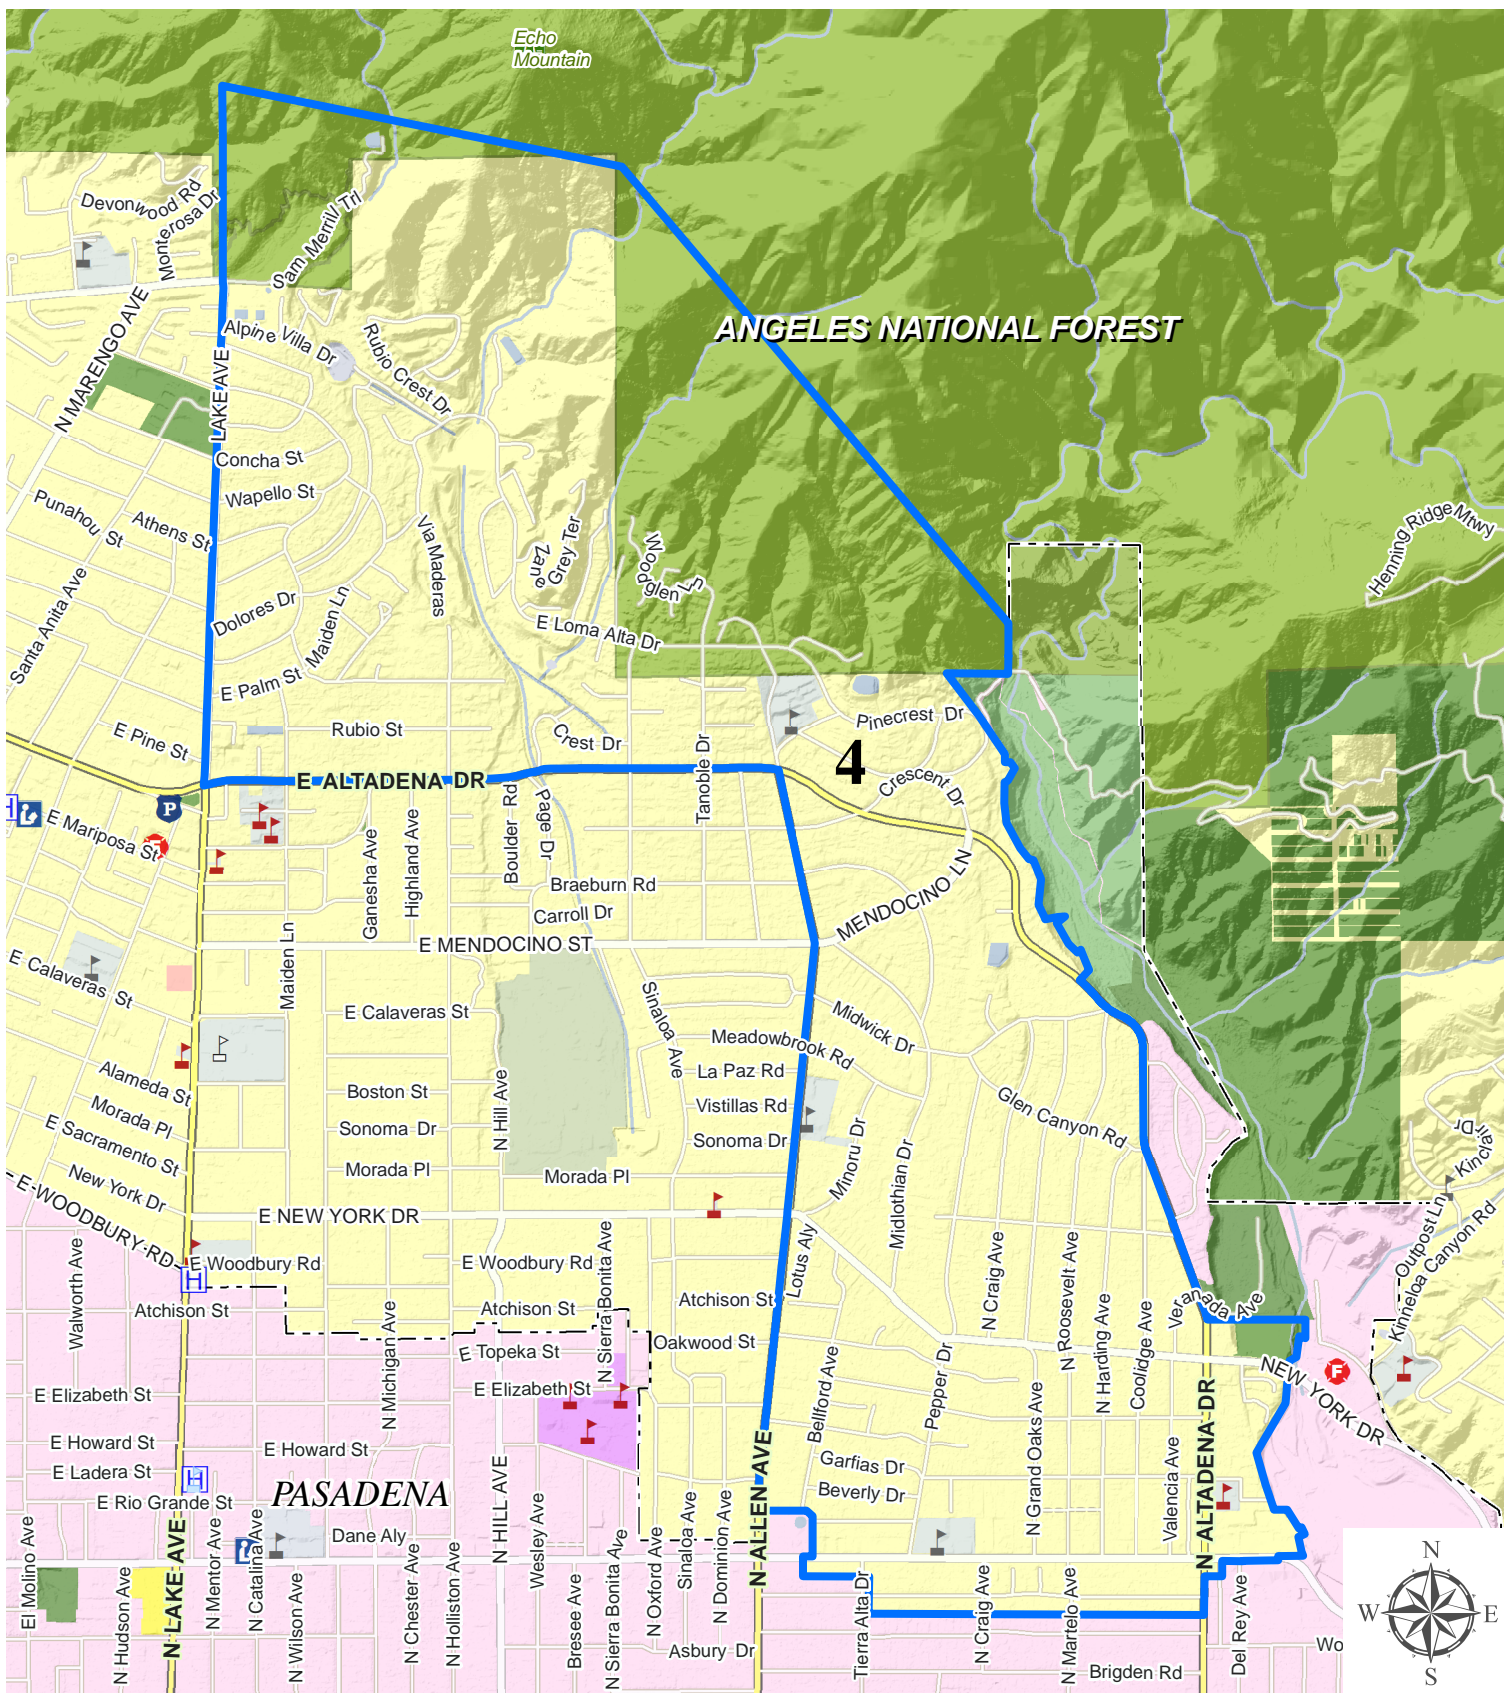 Echo
Mountain
Devonwood Rd
Monterosa Dr
Sam Merrill Trl
N MARENGO AVE
Alpine Villa Dr
Rubio Crest Dr
ANGELES NATIONAL FOREST
LAKE AVE
Concha St
Wapello St
Punahou St
Athens St
Via Maderas
Zane
Grey Ter
Woodglen Ln
Henning Ridge Mtwy
Santa Anita Ave
Dolores Dr
Maiden Ln
E Loma Alta Dr
E Palm St
E Pine St
Rubio St
Crest Dr
Tanoble Dr
Pinecrest Dr
4
Crescent Dr
E ALTADENA DR
P
H
E Mariposa St
Ganesha Ave
Highland Ave
Boulder Rd
Page Dr
Braeburn Rd
Carroll Dr
MENDOCINO LN
E MENDOCINO ST
Maiden Ln
E Calaveras St
E Calaveras St
Sinaloa Ave
Midwick Dr
Meadowbrook Rd
La Paz Rd
Alameda St
Boston St
N Hill Ave
Vistillas Rd
Glen Canyon Rd
Morada Pl
Sonoma Dr
Sonoma Dr
Minoru Dr
Kinclair Dr
E Sacramento St
Morada Pl
Morada Pl
Midlothian Dr
New York Dr
E WOODBURY RD
E NEW YORK DR
Outpost Ln
Kinneloa Canyon Rd
Walworth Ave
E Woodbury Rd
E Woodbury Rd
N Sierra Bonita Ave
Lotus Aly
N Craig Ave
N Roosevelt Ave
H
Atchison St
Atchison St
Atchison St
N Harding Ave
Coolidge Ave
Veranada Ave
N Michigan Ave
E Topeka St
Oakwood St
Bellford Ave
Pepper Dr
NEW YORK DR
F
E Elizabeth St
E Elizabeth St
N Grand Oaks Ave
N ALTADENA DR
E Howard St
E Howard St
N HILL AVE
N ALLEN AVE
Garfias Dr
Valencia Ave
E Ladera St
H
Beverly Dr
E Rio Grande St
PASADENA
El Molino Ave
N Hudson Ave
N LAKE AVE
N Mentor Ave
N Catalina Ave
Dane Aly
N Wilson Ave
N Chester Ave
N Holliston Ave
Wesley Ave
Bresee Ave
N Sierra Bonita Ave
N Oxford Ave
Sinaloa Ave
N Dominion Ave
Tierra Alta Dr
N Craig Ave
N Martelo Ave
Del Rey Ave
Asbury Dr
Brigden Rd
Wo
N
W
E
S